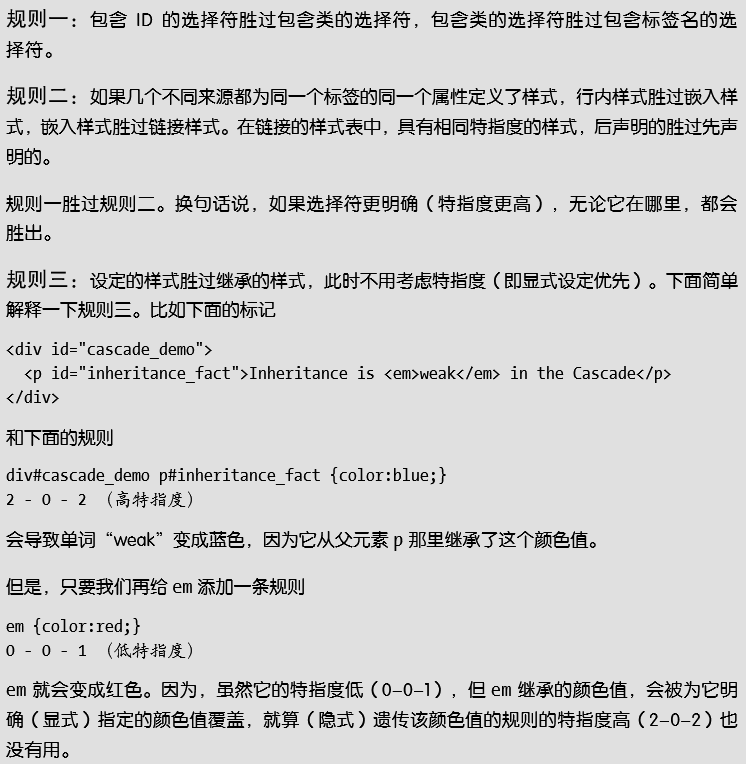 规则一：包含 ID 的选择符胜过包含类的选择符，包含类的选择符胜过包含标签名的选
择符。
规则二：如果几个不同来源都为同一个标签的同一个属性定义了样式，行内样式胜过嵌入样
式，嵌入样式胜过链接样式。在链接的样式表中，具有相同特指度的样式，后声明的胜过先声
明的。
规则一胜过规则二。换句话说，如果选择符更明确（特指度更高），无论它在哪里，都会
胜出。
规则三：设定的样式胜过继承的样式，此时不用考虑特指度（即显式设定优先）。下面简单
解释一下规则三。比如下面的标记
<div id="cascade_demo">
  <p id="inheritance_fact">Inheritance is <em>weak</em> in the Cascade</p>
</div>
和下面的规则
div#cascade_demo p#inheritance_fact {color:blue;}
2 - 0 - 2 （高特指度）
会导致单词“weak”变成蓝色，因为它从父元素 p 那里继承了这个颜色值。
但是，只要我们再给 em 添加一条规则
em {color:red;}
0 - 0 - 1 （低特指度）
em 就会变成红色。因为，虽然它的特指度低（0-0-1），但 em 继承的颜色值，会被为它明
确（显式）指定的颜色值覆盖，就算（隐式）遗传该颜色值的规则的特指度高（2-0-2）也
没有用。